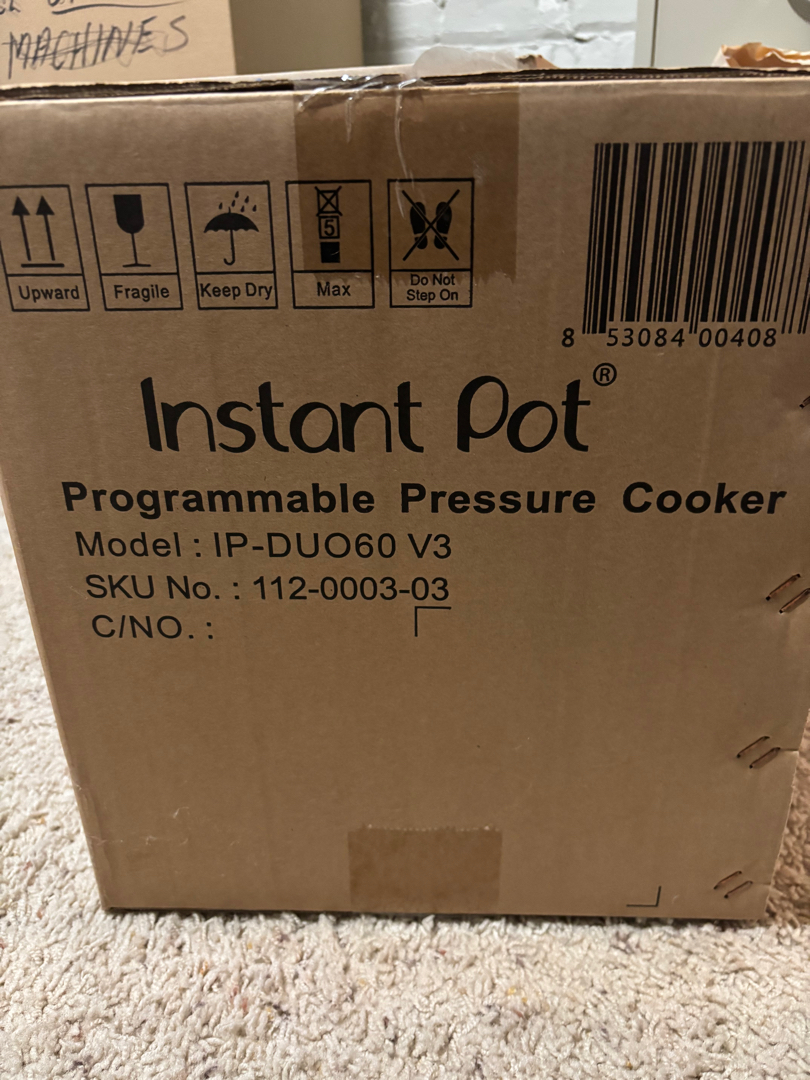 MACHINES
5
Upward
Fragile
Keep Dry
Max
Do Not
Step On
8 53084 00408
Instant Pot®
Programmable Pressure Cooker
Model : IP-DUO60 V3
SKU No. : 112-0003-03
C/NO. :